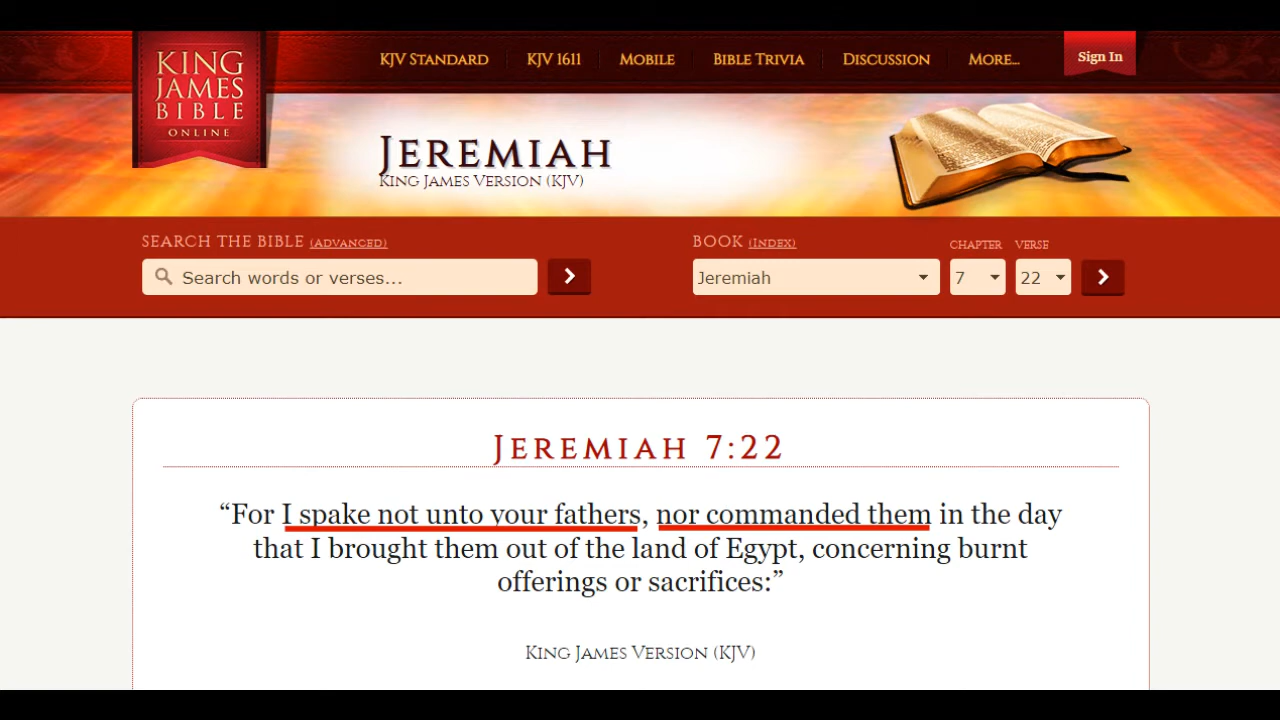 KING JAMES BIBLE ONLINE
KJV STANDARD KJV 1611 MOBILE BIBLE TRIVIA DISCUSSION MORE... Sign In
JEREMIAH
KING JAMES VERSION (KJV)
SEARCH THE BIBLE (ADVANCED) BOOK (INDEX) CHAPTER VERSE
Search words or verses... Jeremiah 7 22
JEREMIAH 7:22
“For I spake not unto your fathers, nor commanded them in the day
that I brought them out of the land of Egypt, concerning burnt
offerings or sacrifices:”
KING JAMES VERSION (KJV)